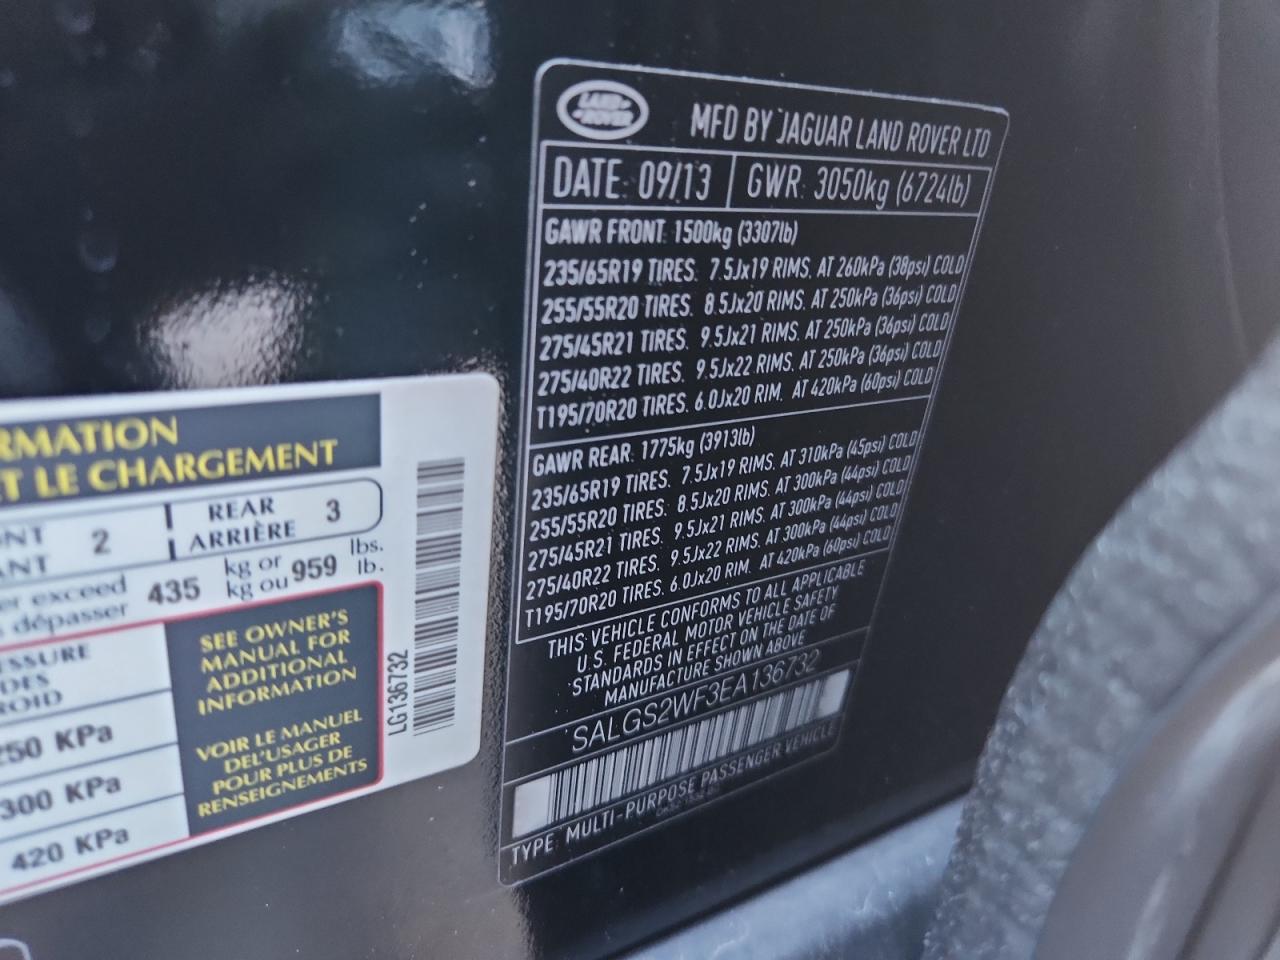 RMATION
ET LE CHARGEMENT
REAR
ARRIÈRE
2
3
435 kg or
kg ou 959 lbs.
lb.
er exceed
dépasser
ESSURE
DES
ROID
250 KPa
300 KPa
420 KPa
SEE OWNER'S
MANUAL FOR
ADDITIONAL
INFORMATION
VOIR LE MANUEL
DEL'USAGER
POUR PLUS DE
RENSEIGNEMENTS
LG136732
LAND
ROVER
MFD BY JAGUAR LAND ROVER LTD
DATE: 09/13 GWR: 3050kg (6724lb)
GAWR FRONT: 1500kg (3307lb)
235/65R19 TIRES. 7.5Jx19 RIMS. AT 260kPa (38psi) COLD
255/55R20 TIRES. 8.5Jx20 RIMS. AT 250kPa (36psi) COLD
275/45R21 TIRES. 9.5Jx21 RIMS. AT 250kPa (36psi) COLD
275/40R22 TIRES. 9.5Jx22 RIMS. AT 250kPa (36psi) COLD
T195/70R20 TIRES. 6.0Jx20 RIM. AT 420kPa (60psi) COLD
GAWR REAR: 1775kg (3913lb)
235/65R19 TIRES. 7.5Jx19 RIMS. AT 310kPa (45psi) COLD
255/55R20 TIRES. 8.5Jx20 RIMS. AT 300kPa (44psi) COLD
275/45R21 TIRES. 9.5Jx21 RIMS. AT 300kPa (44psi) COLD
275/40R22 TIRES. 9.5Jx22 RIMS. AT 300kPa (44psi) COLD
T195/70R20 TIRES. 6.0Jx20 RIM. AT 420kPa (60psi) COLD
THIS VEHICLE CONFORMS TO ALL APPLICABLE
U.S. FEDERAL MOTOR VEHICLE SAFETY
STANDARDS IN EFFECT ON THE DATE OF
MANUFACTURE SHOWN ABOVE
SALGS2WF3EA136732
TYPE: MULTI-PURPOSE PASSENGER VEHICLE